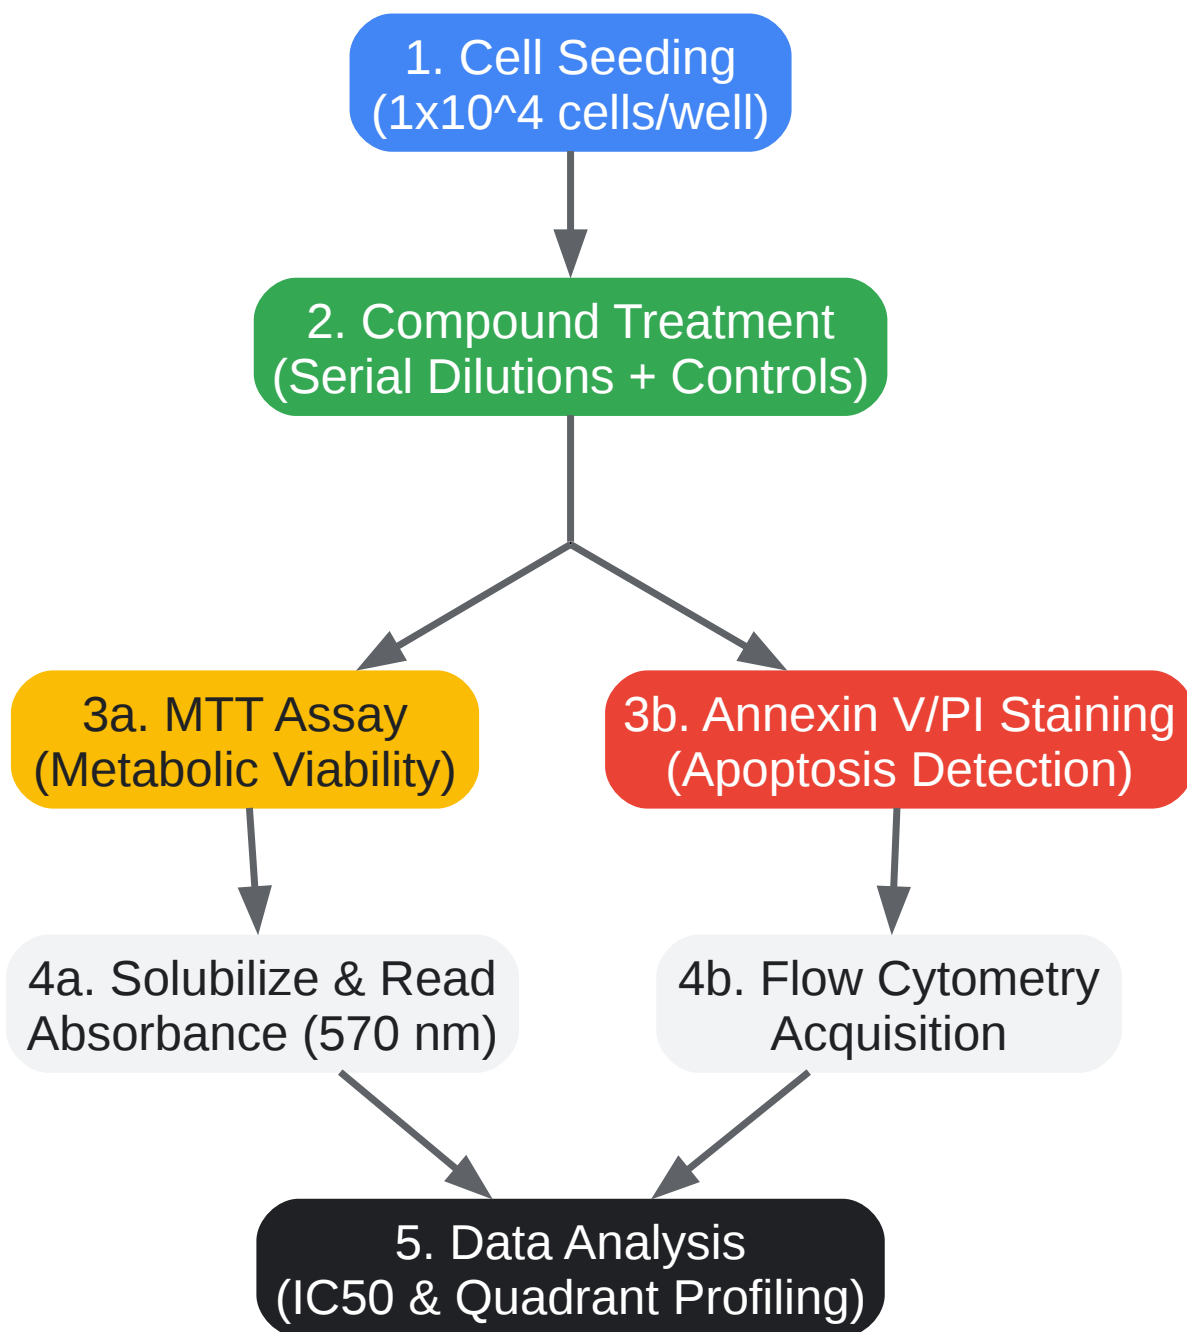 1. Cell Seeding
(1x10^4 cells/well)
2. Compound Treatment
(Serial Dilutions + Controls)
3a. MTT Assay
(Metabolic Viability)
3b. Annexin V/PI Staining
(Apoptosis Detection)
4a. Solubilize & Read
Absorbance (570 nm)
4b. Flow Cytometry
Acquisition
5. Data Analysis
(IC50 & Quadrant Profiling)